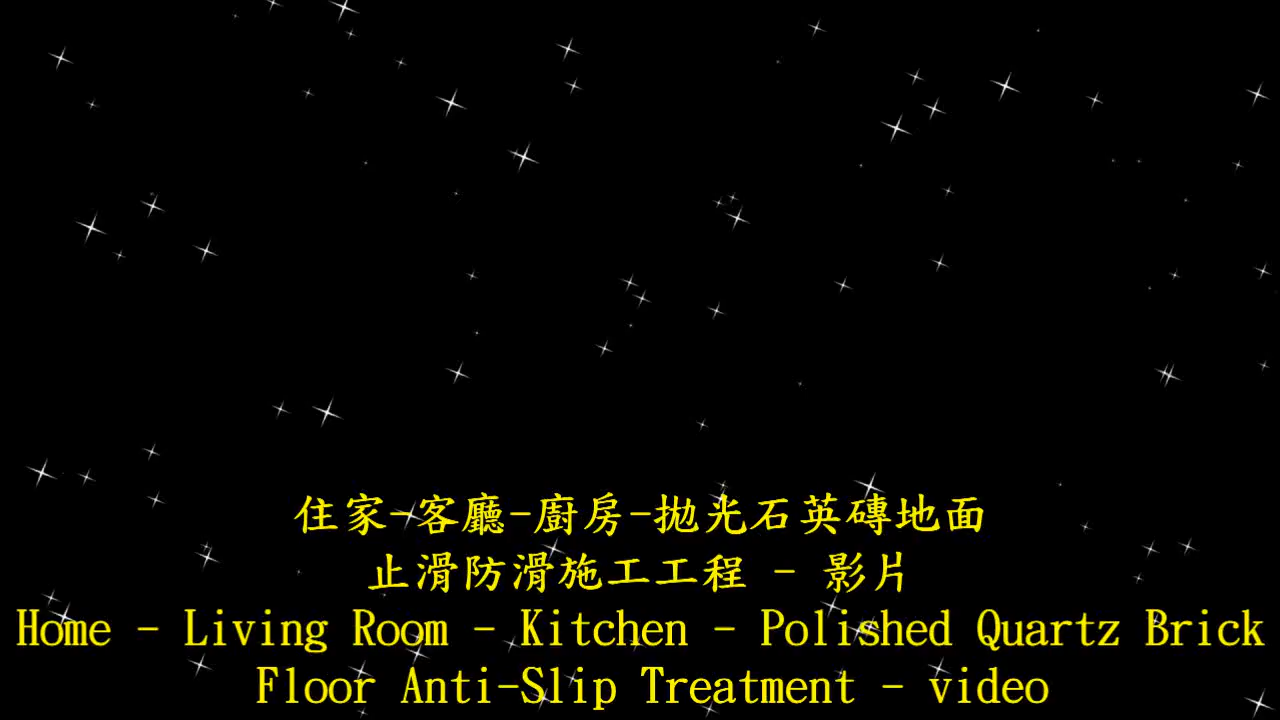 住家-客廳-廚房-拋光石英磚地面
止滑防滑施工工程 - 影片
Home - Living Room - Kitchen - Polished Quartz Brick
Floor Anti-Slip Treatment - video